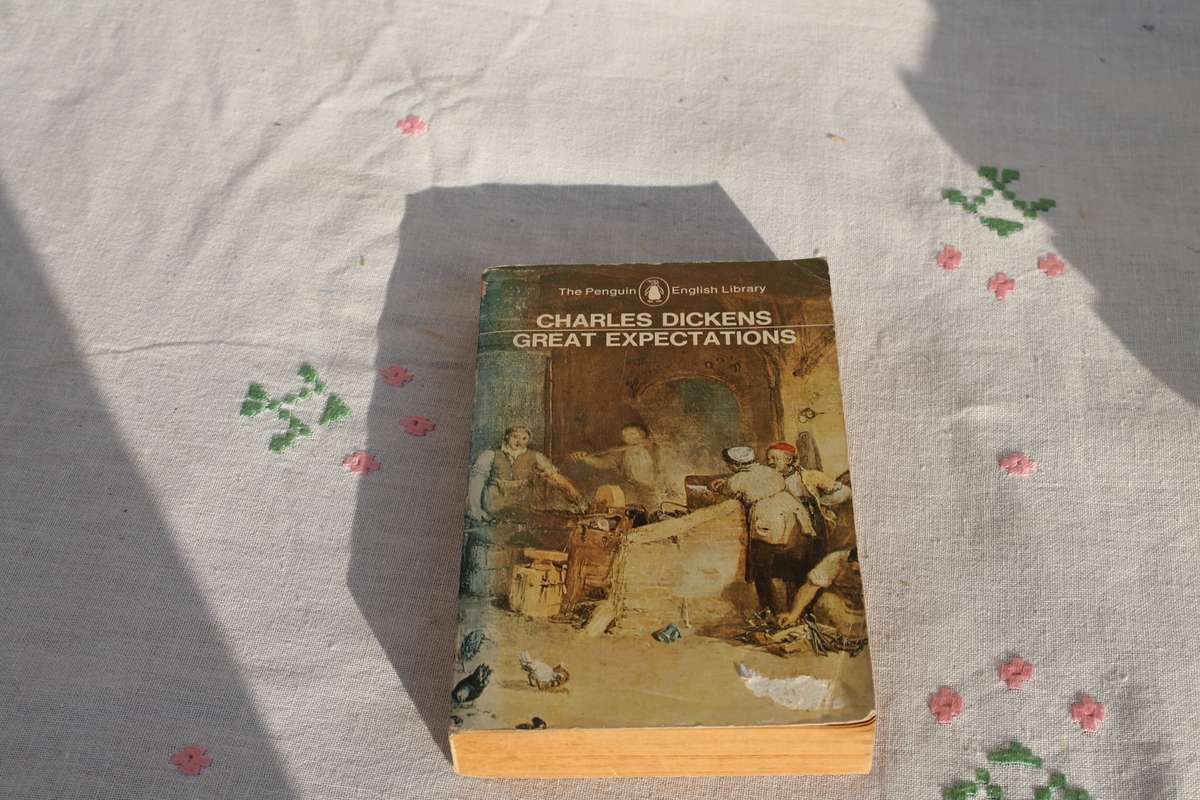 The Penguin English Library
CHARLES DICKENS
GREAT EXPECTATIONS